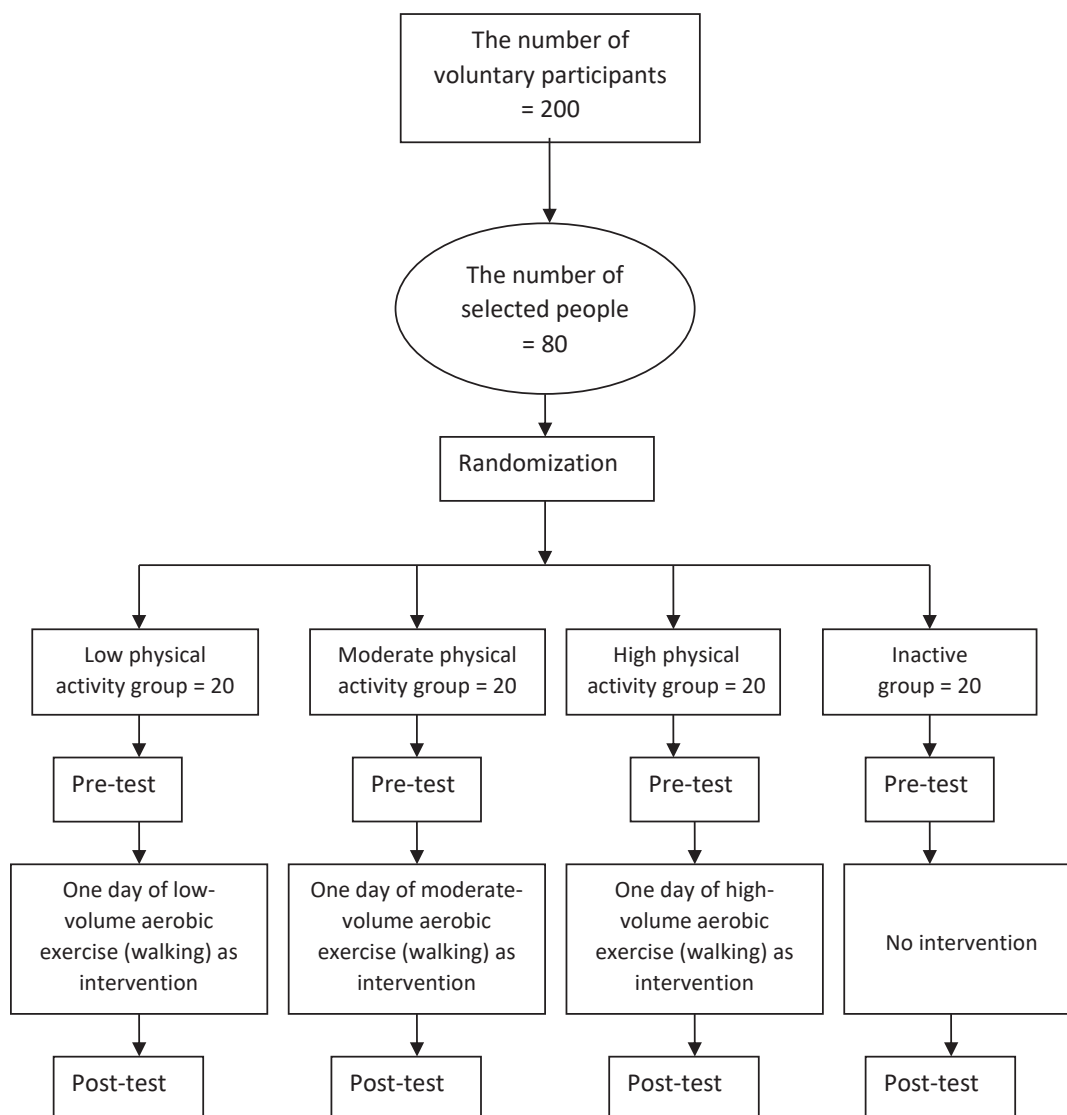 The number of
voluntary participants
= 200
The number of
selected people
= 80
Randomization
Low physical
activity group = 20
Moderate physical
activity group = 20
High physical
activity group = 20
Inactive
group = 20
Pre-test
Pre-test
Pre-test
Pre-test
One day of low-
volume aerobic
exercise (walking) as
intervention
One day of moderate-
volume aerobic
exercise (walking) as
intervention
One day of high-
volume aerobic
exercise (walking) as
intervention
No intervention
Post-test
Post-test
Post-test
Post-test